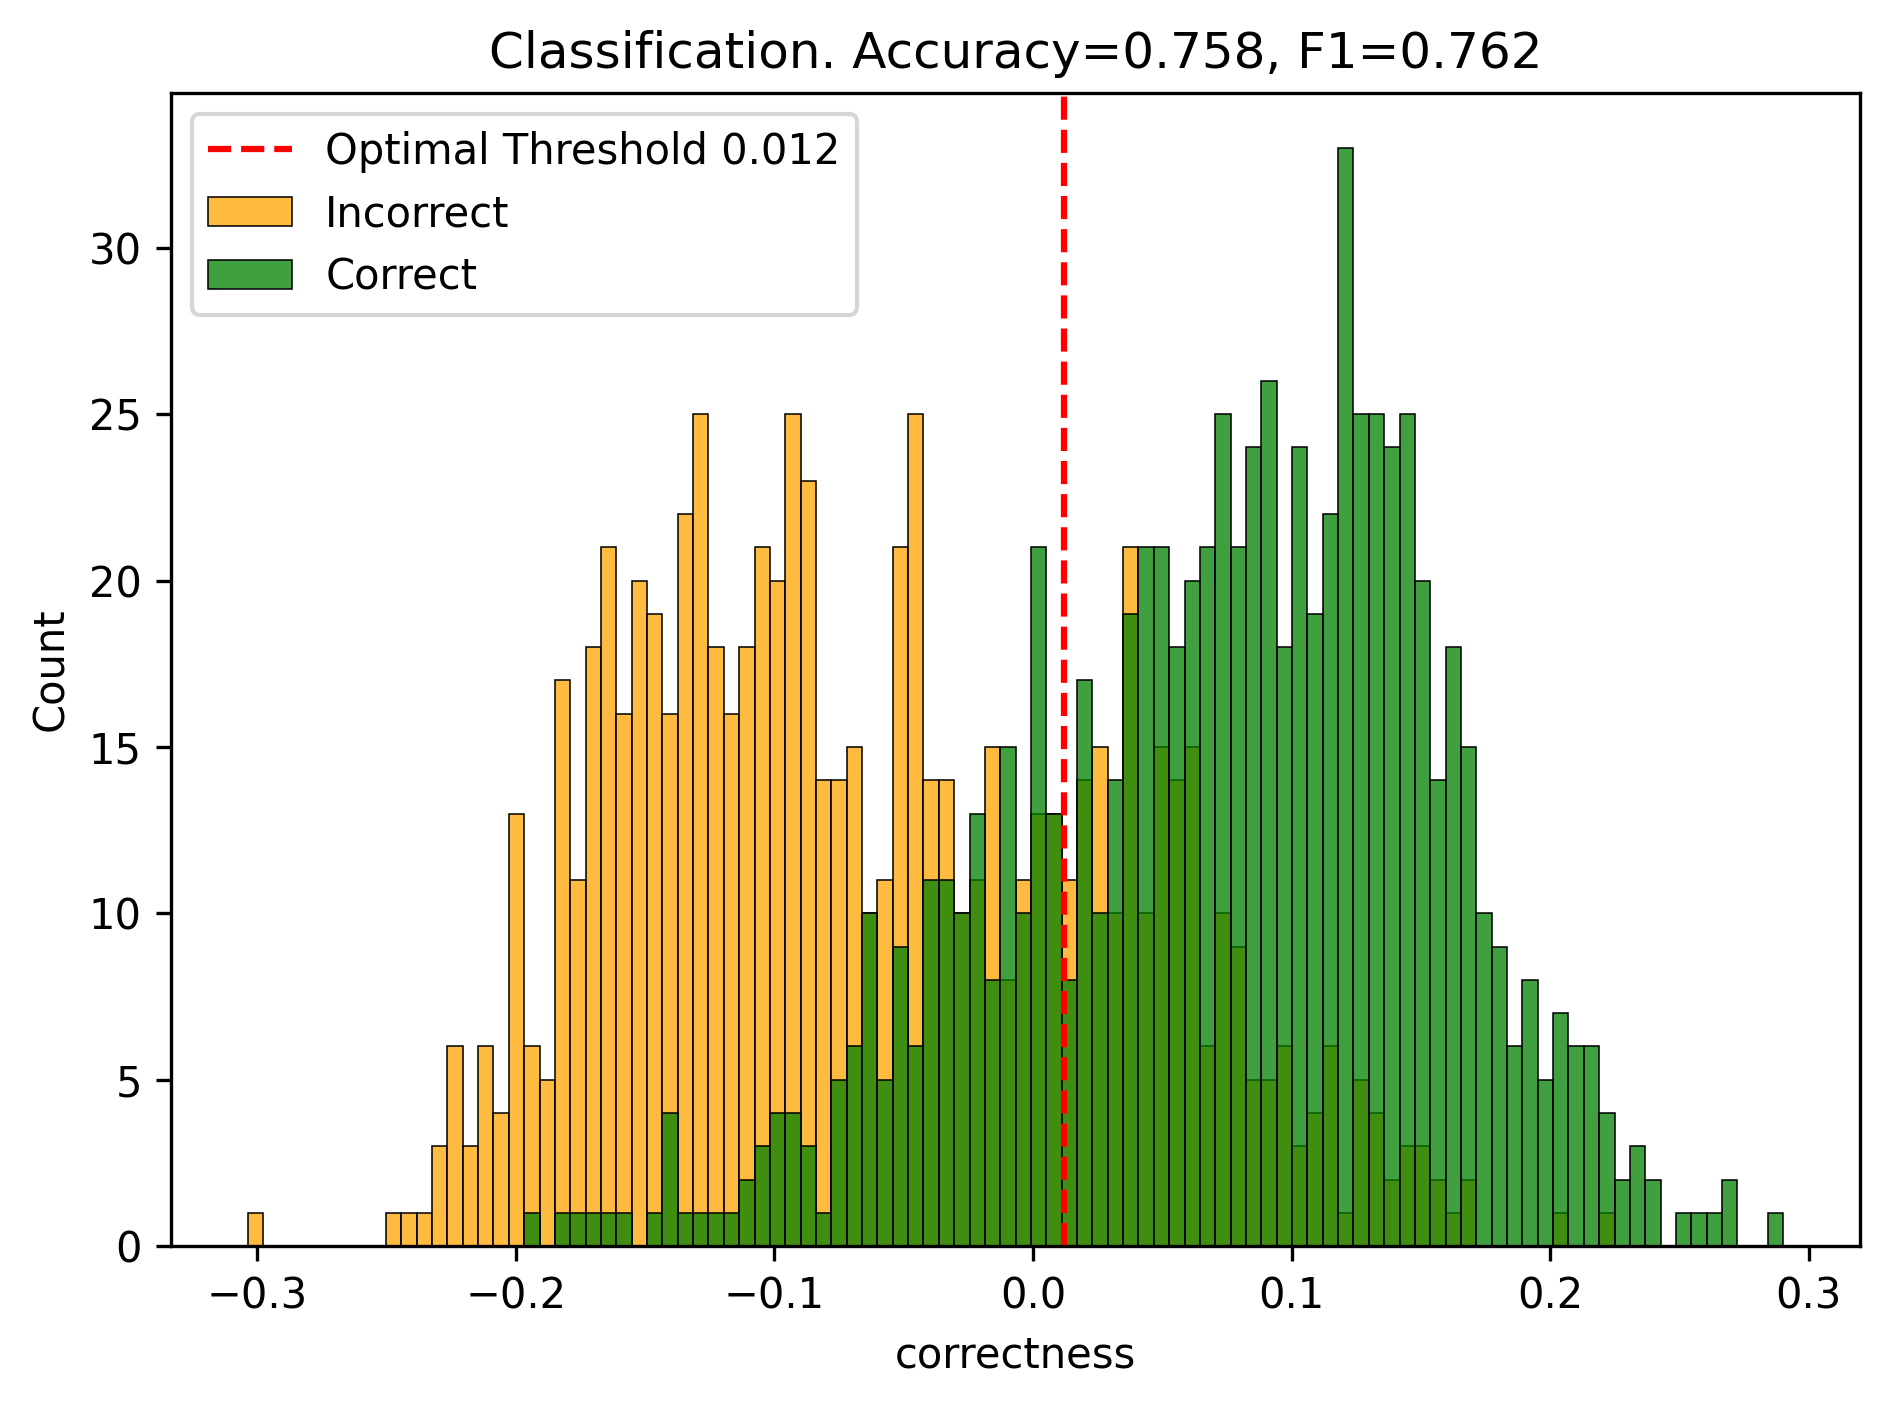 Classification. Accuracy=0.758, F1=0.762
Optimal Threshold 0.012
Incorrect
Correct
30
25
20
15
10
5
0
Count
−0.3 −0.2 −0.1 0.0 0.1 0.2 0.3
correctness